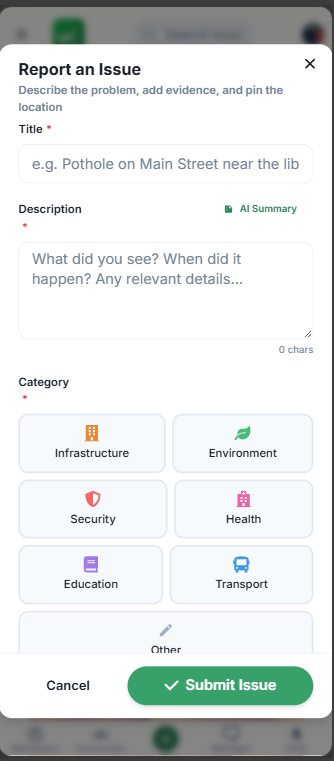 Report an Issue
Describe the problem, add evidence, and pin the
location
Title *
e.g. Pothole on Main Street near the lib
Description
AI Summary
*
What did you see? When did it
happen? Any relevant details...
0 chars
Category
*
Infrastructure
Environment
Security
Health
Education
Transport
Other
Cancel
Submit Issue